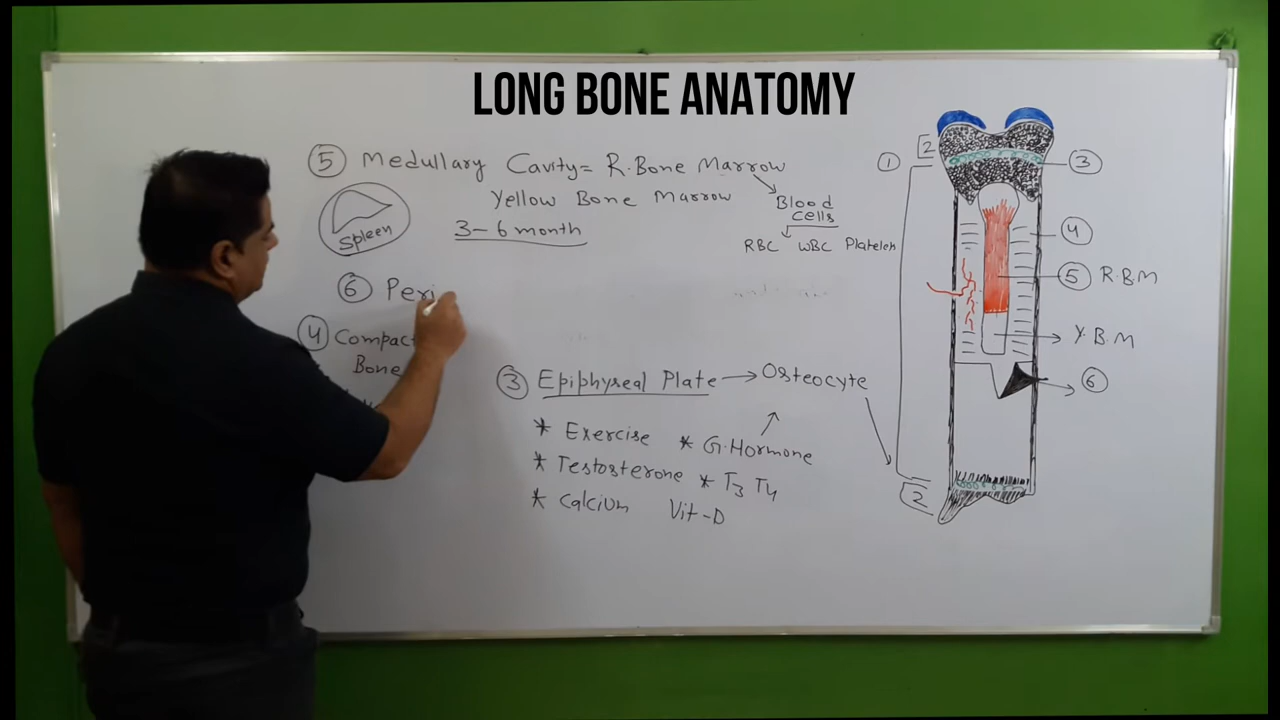 LONG BONE ANATOMY
⑤ Medullary Cavity = R. Bone Marrow
Yellow Bone Marrow
3 – 6 month
Spleen
Blood
cells
RBC WBC Platelets
⑥ Peri
④ Compact
Bone
③ Epiphyseal Plate → Osteocyte
* Exercise * G. Hormone
* Testosterone * T3 T4
* Calcium Vit-D
①
2
③
④
⑤ R.B.M
Y.B.M
⑥
2